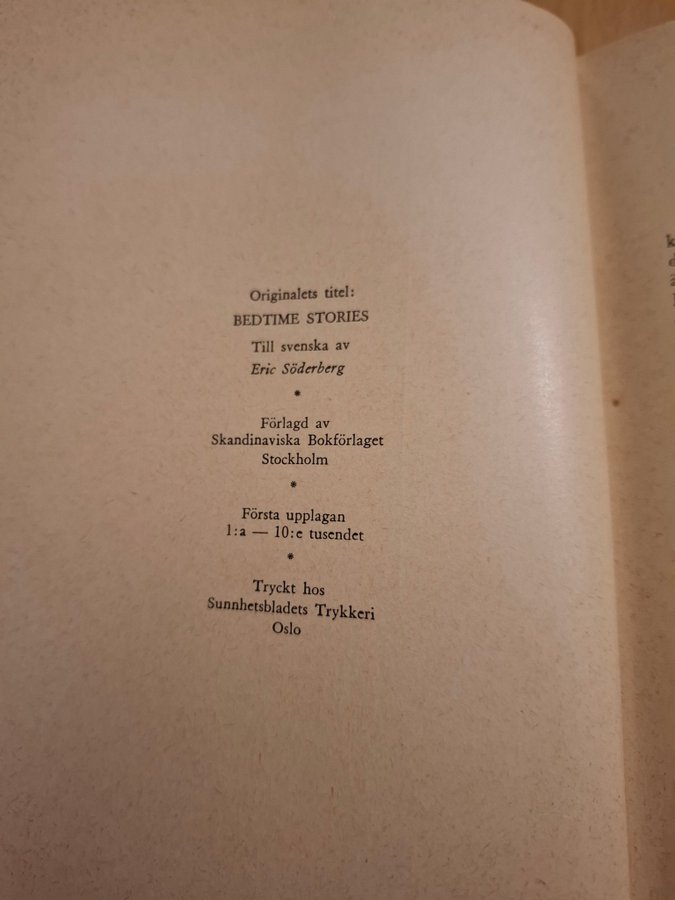 Originalets titel:
BEDTIME STORIES
Till svenska av
Eric Söderberg
*
Förlagd av
Skandinaviska Bokförlaget
Stockholm
*
Första upplagan
1:a — 10:e tusendet
*
Tryckt hos
Sunnhetsbladets Trykkeri
Oslo